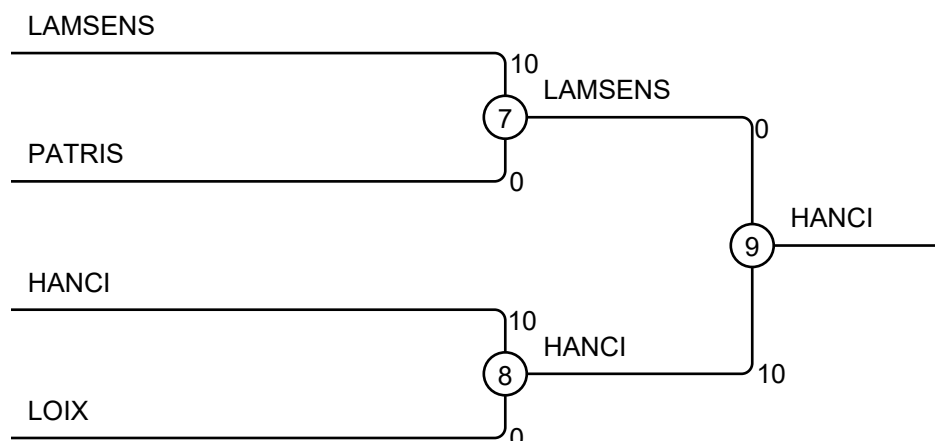 LAMSENS
10
LAMSENS
7
0
PATRIS
0
HANCI
9
HANCI
10
HANCI
8
10
LOIX
0